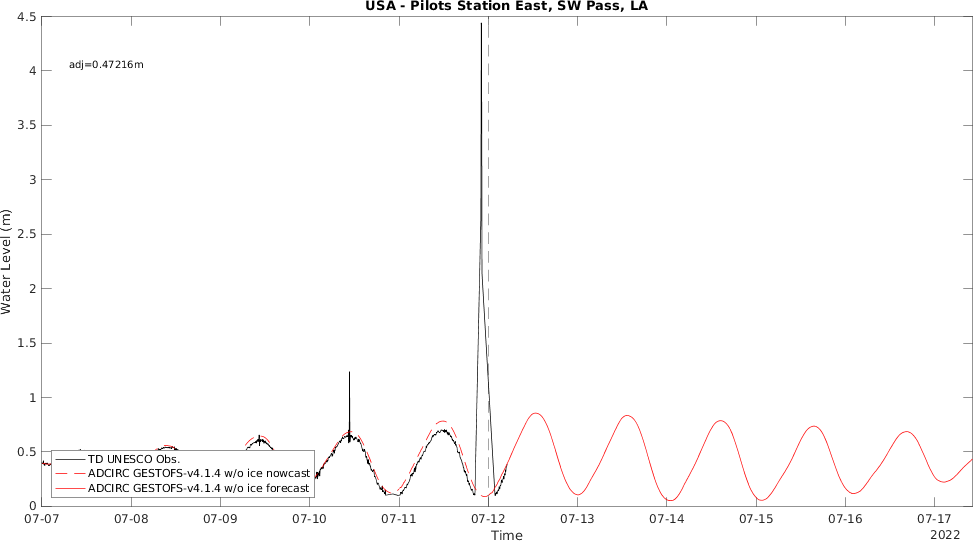 USA - Pilots Station East, SW Pass, LA
4.5
adj=0.47216m
4
3.5
3
2.5
2
1.5
1
0.5
0
Water Level (m)
TD UNESCO Obs.
ADCIRC GESTOFS-v4.1.4 w/o ice nowcast
ADCIRC GESTOFS-v4.1.4 w/o ice forecast
07-07 07-08 07-09 07-10 07-11 07-12 07-13 07-14 07-15 07-16 07-17
Time
2022